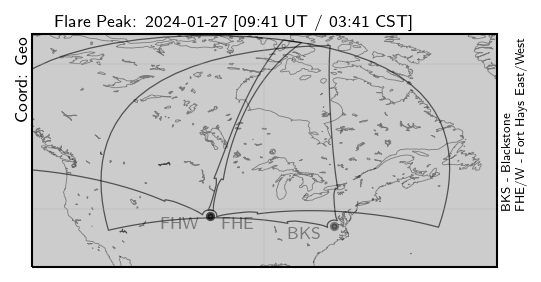 Flare Peak: 2024-01-27 [09:41 UT / 03:41 CST]
Coord: Geo
FHW
FHE
BKS
BKS - Blackstone
FHE/W - Fort Hays East/West